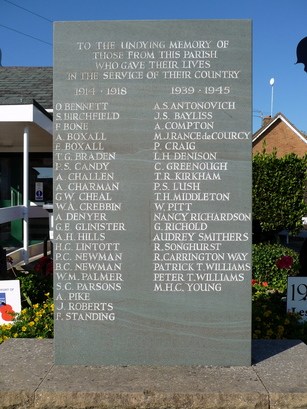 TO THE UNDYING MEMORY OF
THOSE FROM THIS PARISH
WHO GAVE THEIR LIVES
IN THE SERVICE OF THEIR COUNTRY
1914 - 1918
O. BENNETT
S. BIRCHFIELD
F. BONE
A. BOXALL
E. BOXALL
T. G. BRADEN
J. S. CANDY
A. CHALLEN
A. CHARMAN
G. W. CHEAL
W. A. CREBBIN
A. DENYER
G. E. GLINISTER
A. H. HILLS
H. C. LINTOTT
P. C. NEWMAN
B. C. NEWMAN
W. M. PALMER
S. C. PARSONS
A. PIKE
J. ROBERTS
F. STANDING
1939 - 1945
A. S. ANTONOVICH
J. S. BAYLISS
A. COMPTON
M. J. RANCE de COURCY
P. CRAIG
L. H. DENISON
C. GREENOUGH
T. R. KIRKHAM
P. S. LUSH
T. H. MIDDLETON
W. PITT
NANCY RICHARDSON
G. RICHOLD
AUDREY SMITHERS
R. SONGHURST
R. CARRINGTON WAY
PATRICK T. WILLIAMS
PETER T. WILLIAMS
M. H. C. YOUNG